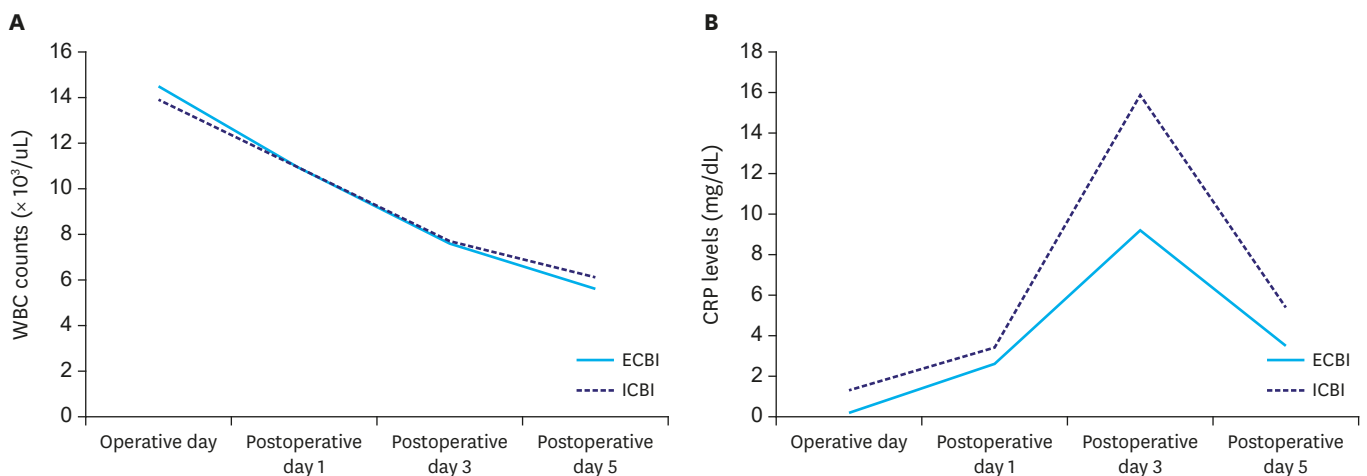 A
WBC counts (× 10³/uL)
16
14
12
10
8
6
4
2
0
ECBI
ICBI
Operative day
Postoperative
day 1
Postoperative
day 3
Postoperative
day 5
B
CRP levels (mg/dL)
18
16
14
12
10
8
6
4
2
0
ECBI
ICBI
Operative day
Postoperative
day 1
Postoperative
day 3
Postoperative
day 5